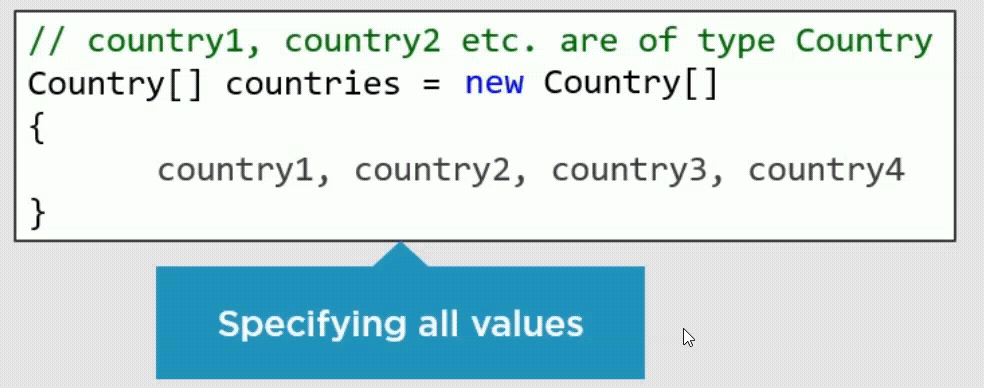 // country1, country2 etc. are of type Country
Country[] countries = new Country[]
{
country1, country2, country3, country4
}
Specifying all values